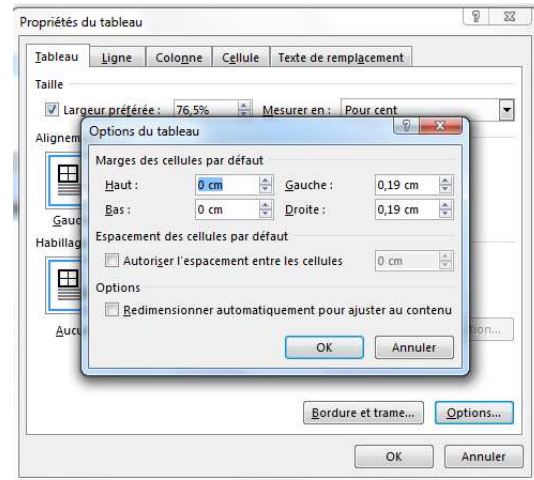 Propriétés du tableau
Tableau Ligne Colonne Cellule Texte de remplacement
Taille
Largeur préférée : 76,5% Mesurer en : Pour cent
Options du tableau
Marges des cellules par défaut
Haut : 0 cm Gauche : 0,19 cm
Bas : 0 cm Droite : 0,19 cm
Espacement des cellules par défaut
Autoriser l'espacement entre les cellules 0 cm
Options
Redimensionner automatiquement pour ajuster au contenu
OK Annuler
Alignem
Gauc
Habillag
Aucu
Bordure et trame... Options...
OK Annuler